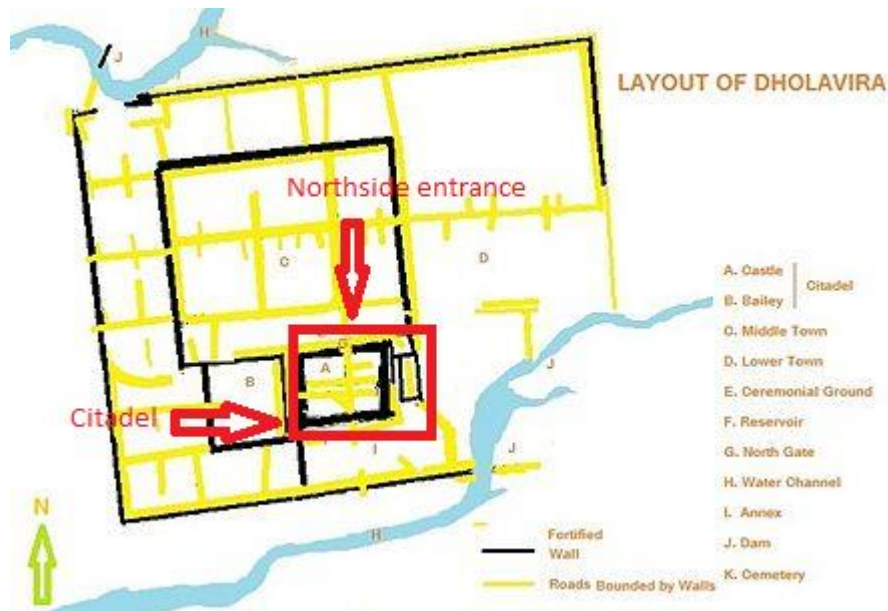 H
J
LAYOUT OF DHOLAVIRA
Northside entrance
C
D
G
A
B
J
Citadel
I
J
H
N
A. Castle
B. Bailey
Citadel
C. Middle Town
D. Lower Town
E. Ceremonial Ground
F. Reservoir
G. North Gate
H. Water Channel
I. Annex
J. Dam
K. Cemetery
Fortified
Wall
Roads Bounded by Walls